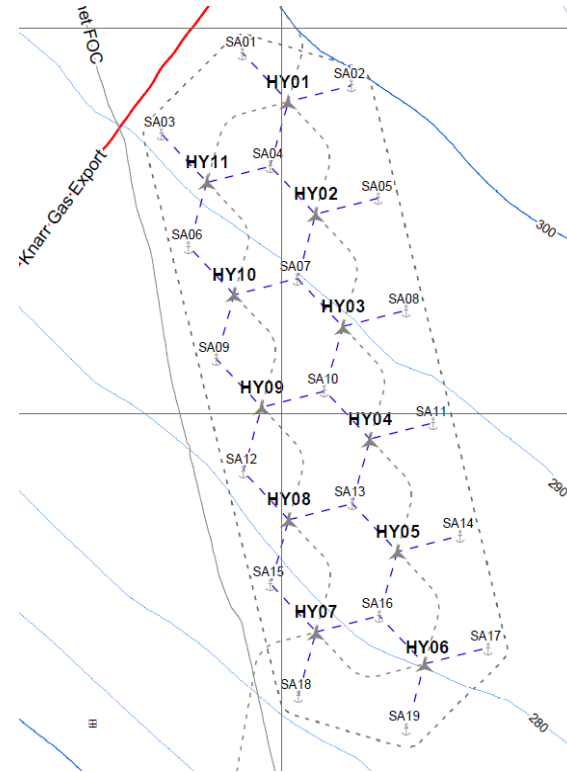 net-FOC
SA01
SA02
HY01
SA03
SA04
HY11
SA05
HY02
Knarr Gas Export
300
SA06
SA07
HY10
SA08
HY03
SA09
SA10
HY09
SA11
HY04
SA12
290
SA13
HY08
SA14
HY05
SA15
SA16
HY07
SA17
HY06
SA18
SA19
280